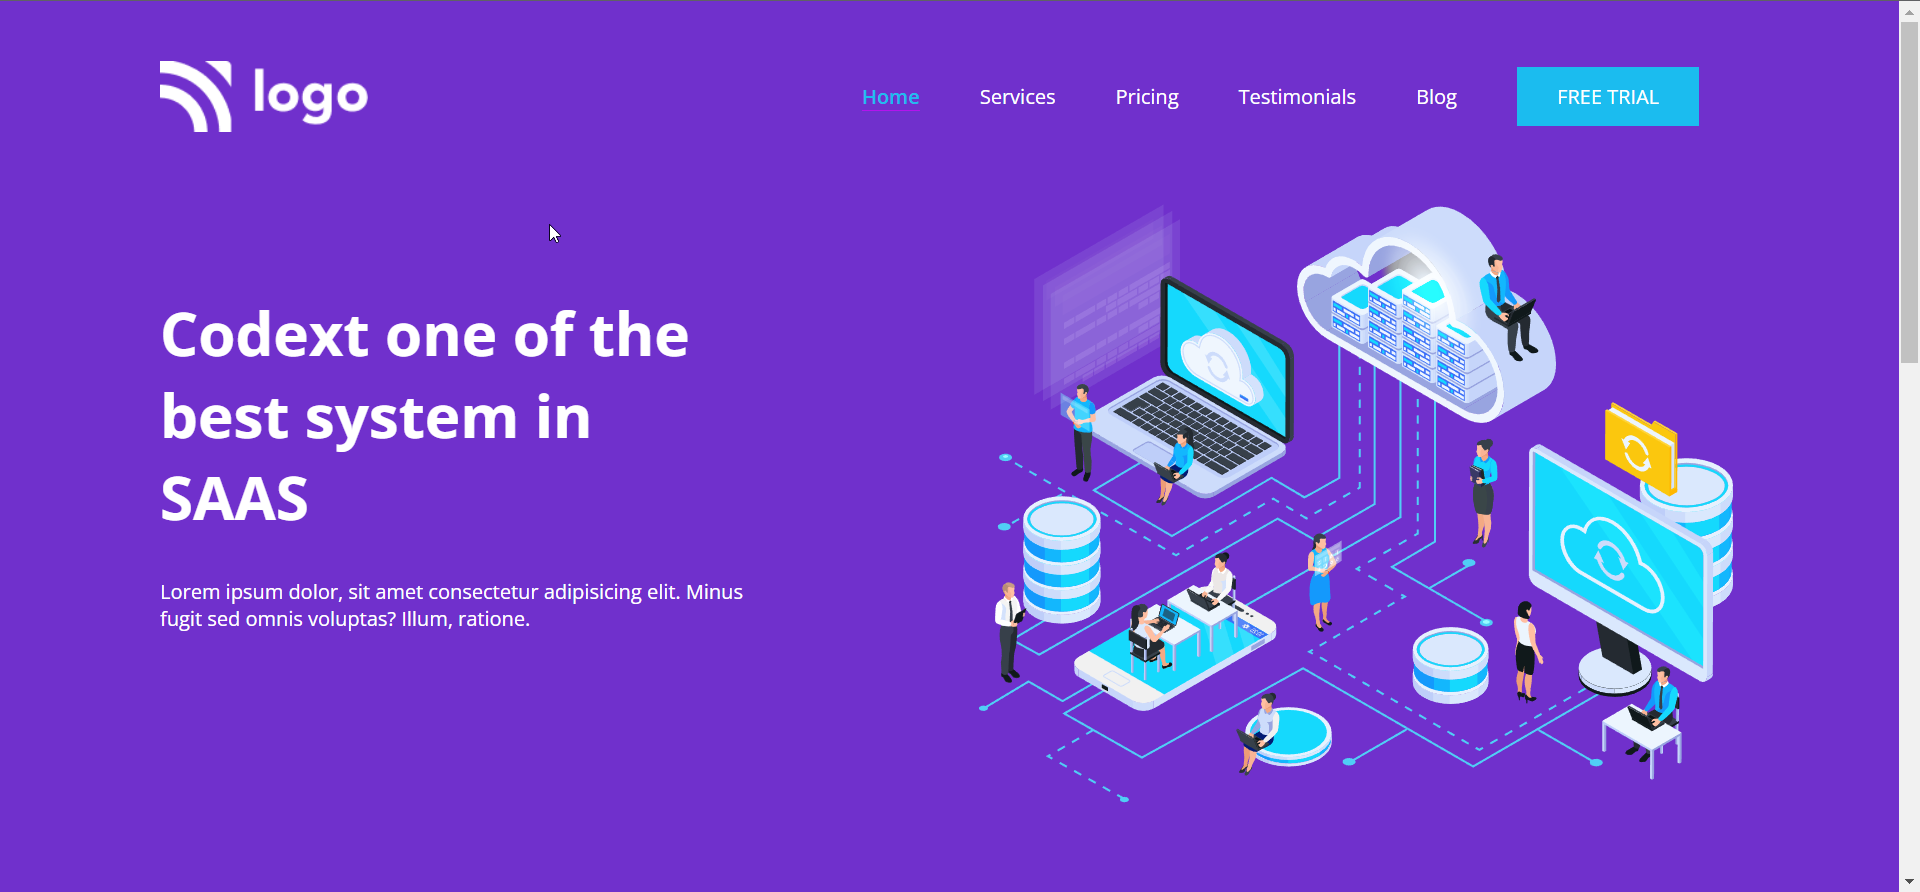 logo
Home Services Pricing Testimonials Blog FREE TRIAL
Codext one of the
best system in
SAAS
Lorem ipsum dolor, sit amet consectetur adipisicing elit. Minus
fugit sed omnis voluptas? Illum, ratione.